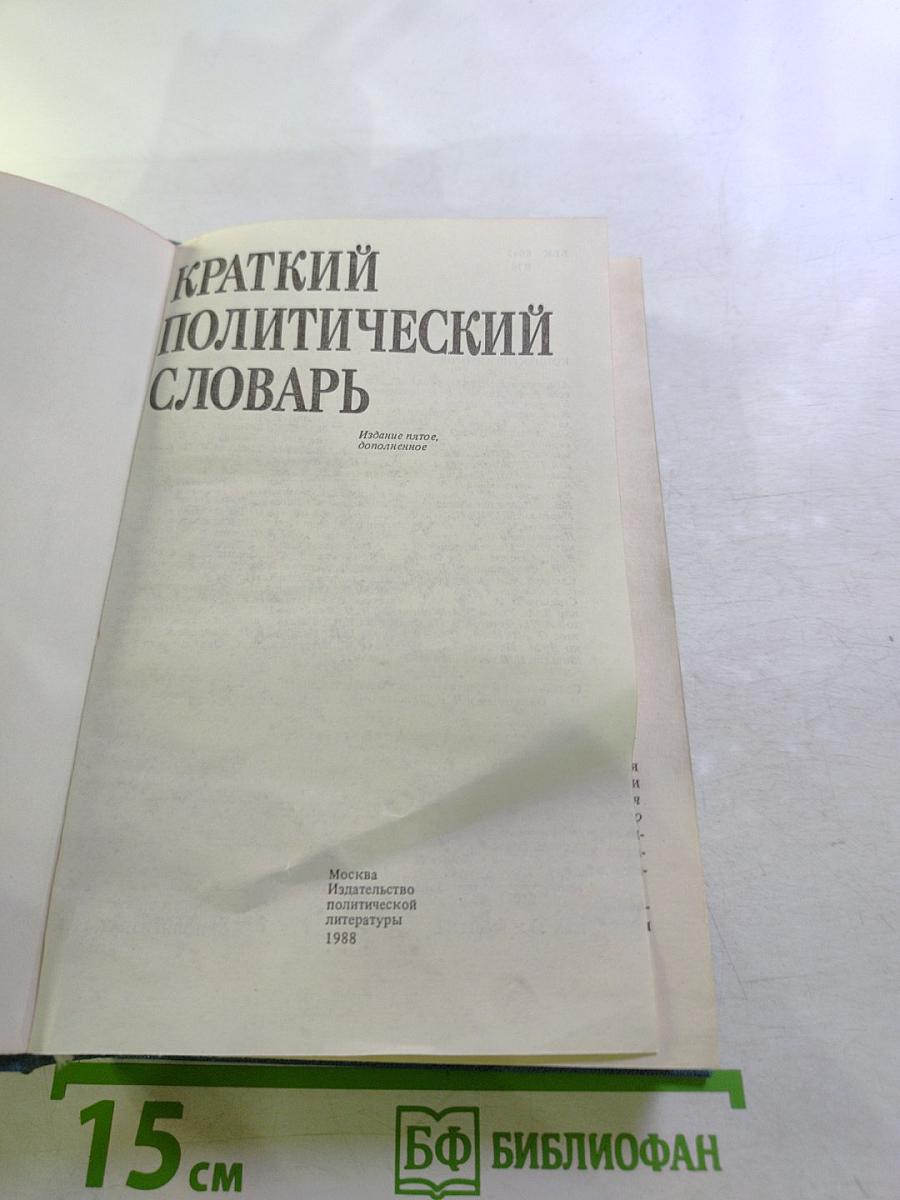 КРАТКИЙ
ПОЛИТИЧЕСКИЙ
СЛОВАРЬ
Издание пятое,
дополненное
Москва
Издательство
политической
литературы
1988
15 см
БФ БИБЛИОФАН